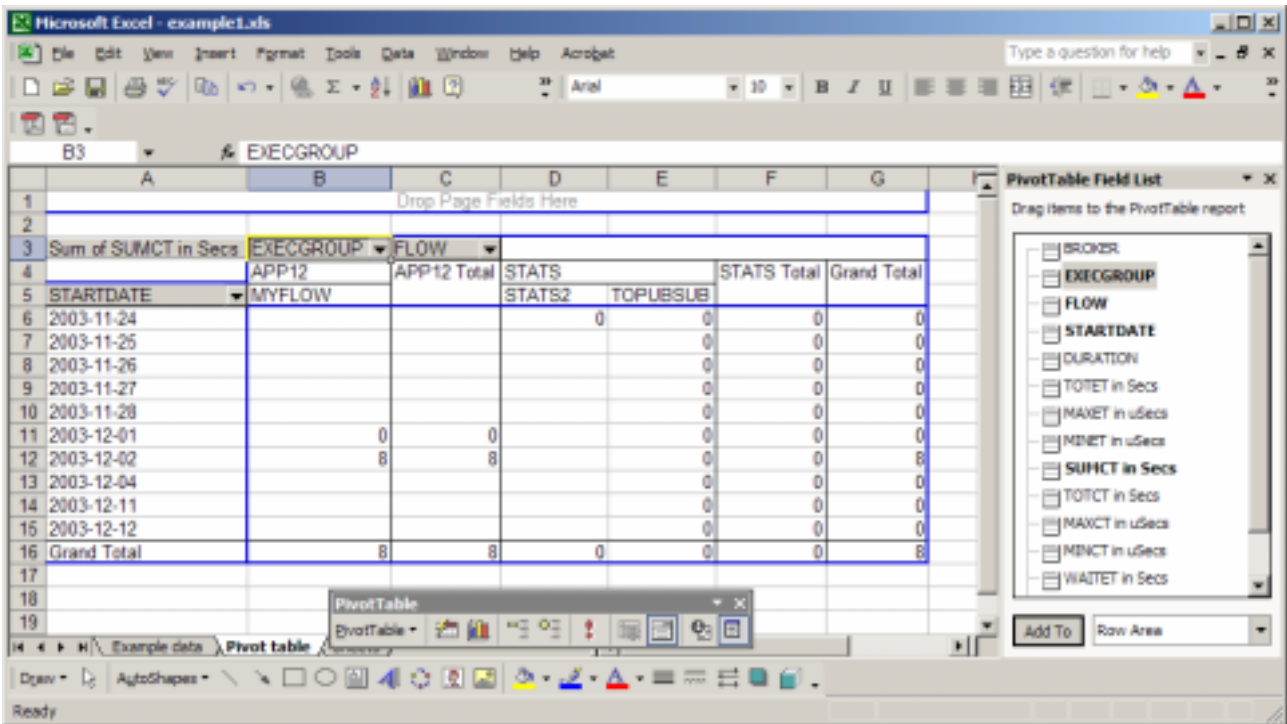 Microsoft Excel - example1.xls
File Edit View Insert Format Tools Data Window Help Acrobat Type a question for help
Arial 10 B I U
B3 fx EXECGROUP
A B C D E F G H
1 Drop Page Fields Here
2
3 Sum of SUMCT in Secs EXECGROUP FLOW
4 APP12 APP12 Total STATS STATS Total Grand Total
5 STARTDATE MYFLOW STATS2 TOPUBSUB
6 2003-11-24 0 0 0 0
7 2003-11-25 0 0 0
8 2003-11-26 0 0 0
9 2003-11-27 0 0 0
10 2003-11-28 0 0 0
11 2003-12-01 0 0 0 0 0
12 2003-12-02 8 8 0 0 8
13 2003-12-04 0 0 0
14 2003-12-11 0 0 0
15 2003-12-12 0 0 0
16 Grand Total 8 8 0 0 0 8
17
18
19
PivotTable Field List
Drag items to the PivotTable report
BROKER
EXECGROUP
FLOW
STARTDATE
DURATION
TOTET in Secs
MAXET in uSecs
MINET in uSecs
SUMCT in Secs
TOTCT in Secs
MAXCT in uSecs
MINCT in uSecs
WAITET in Secs
Add To Row Area
PivotTable
PivotTable
Example data Pivot table
Draw AutoShapes
Ready